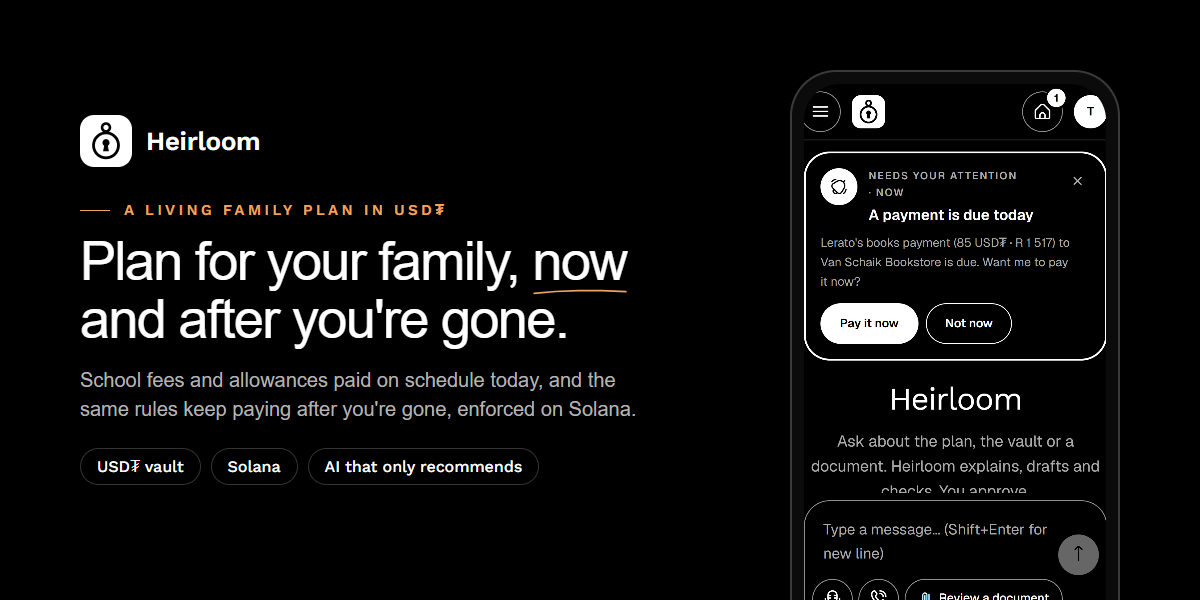 Heirloom
A LIVING FAMILY PLAN IN USD₮
Plan for your family, now
and after you're gone.
School fees and allowances paid on schedule today, and the
same rules keep paying after you're gone, enforced on Solana.
USD₮ vault
Solana
AI that only recommends
1
T
NEEDS YOUR ATTENTION
· NOW
A payment is due today
Lerato's books payment (85 USD₮ · R 1 517) to
Van Schaik Bookstore is due. Want me to pay
it now?
Pay it now
Not now
Heirloom
Ask about the plan, the vault or a
document. Heirloom explains, drafts and
checks. You approve.
Type a message... (Shift+Enter for
new line)
Review a document